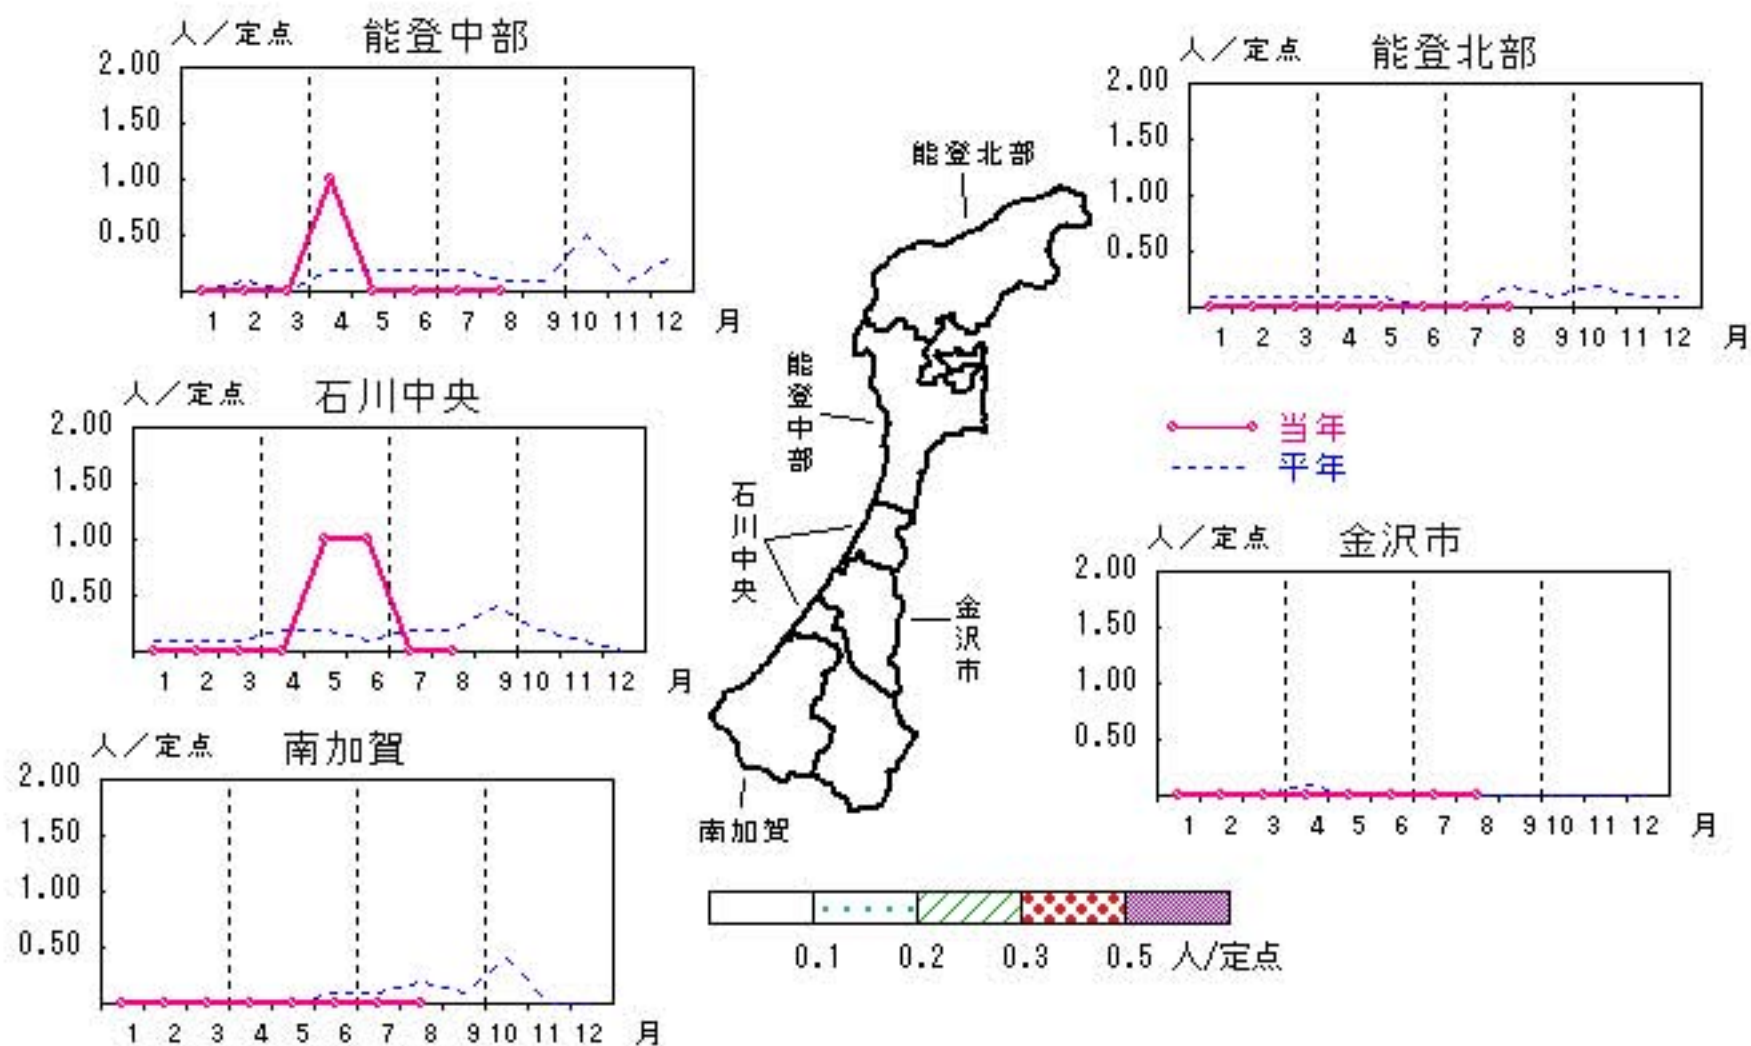 人／定点 能登中部
2.00
1.50
1.00
0.50
1 2 3 4 5 6 7 8 9 10 11 12 月
人／定点 能登北部
2.00
1.50
1.00
0.50
1 2 3 4 5 6 7 8 9 10 11 12 月
能登北部
能登中部
石川中央
金沢市
南加賀
人／定点 石川中央
2.00
1.50
1.00
0.50
1 2 3 4 5 6 7 8 9 10 11 12 月
当年
平年
人／定点 金沢市
2.00
1.50
1.00
0.50
1 2 3 4 5 6 7 8 9 10 11 12 月
人／定点 南加賀
2.00
1.50
1.00
0.50
1 2 3 4 5 6 7 8 9 10 11 12 月
0.1 0.2 0.3 0.5 人/定点